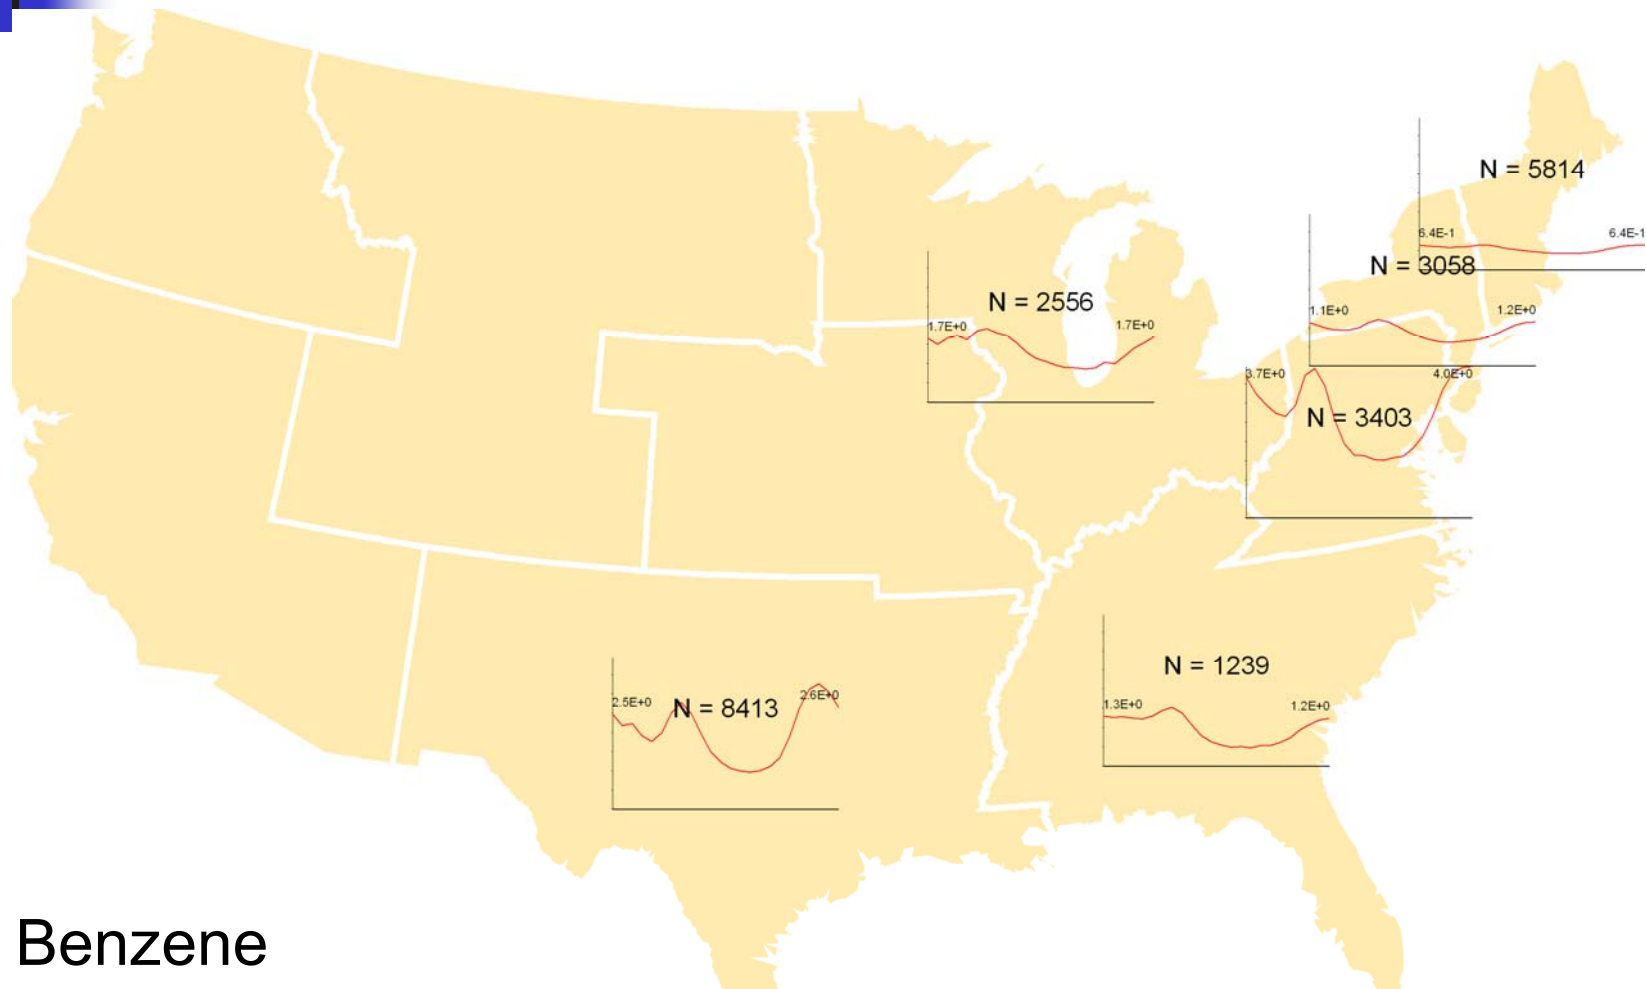 N = 5814
6.4E-1
6.4E-1
N = 3058
1.1E+0
1.2E+0
N = 2556
1.7E+0
1.7E+0
3.7E+0
4.0E+0
N = 3403
N = 1239
1.3E+0
1.2E+0
2.5E+0
2.6E+0
N = 8413
Benzene